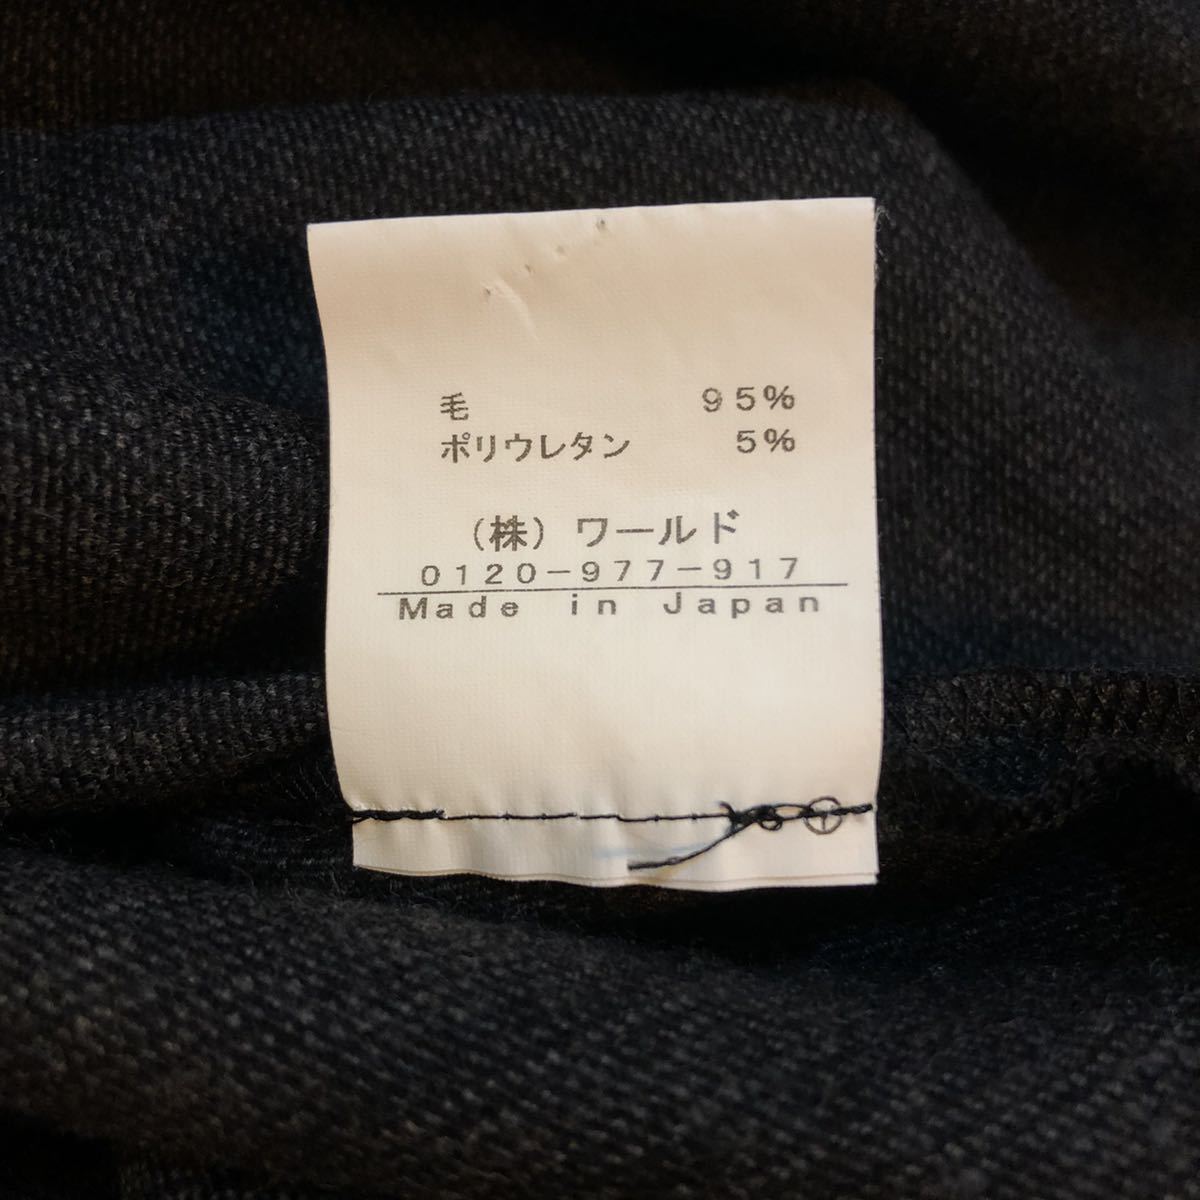 毛 95%
ポリウレタン 5%
(株)ワールド
0120-977-917
Made in Japan